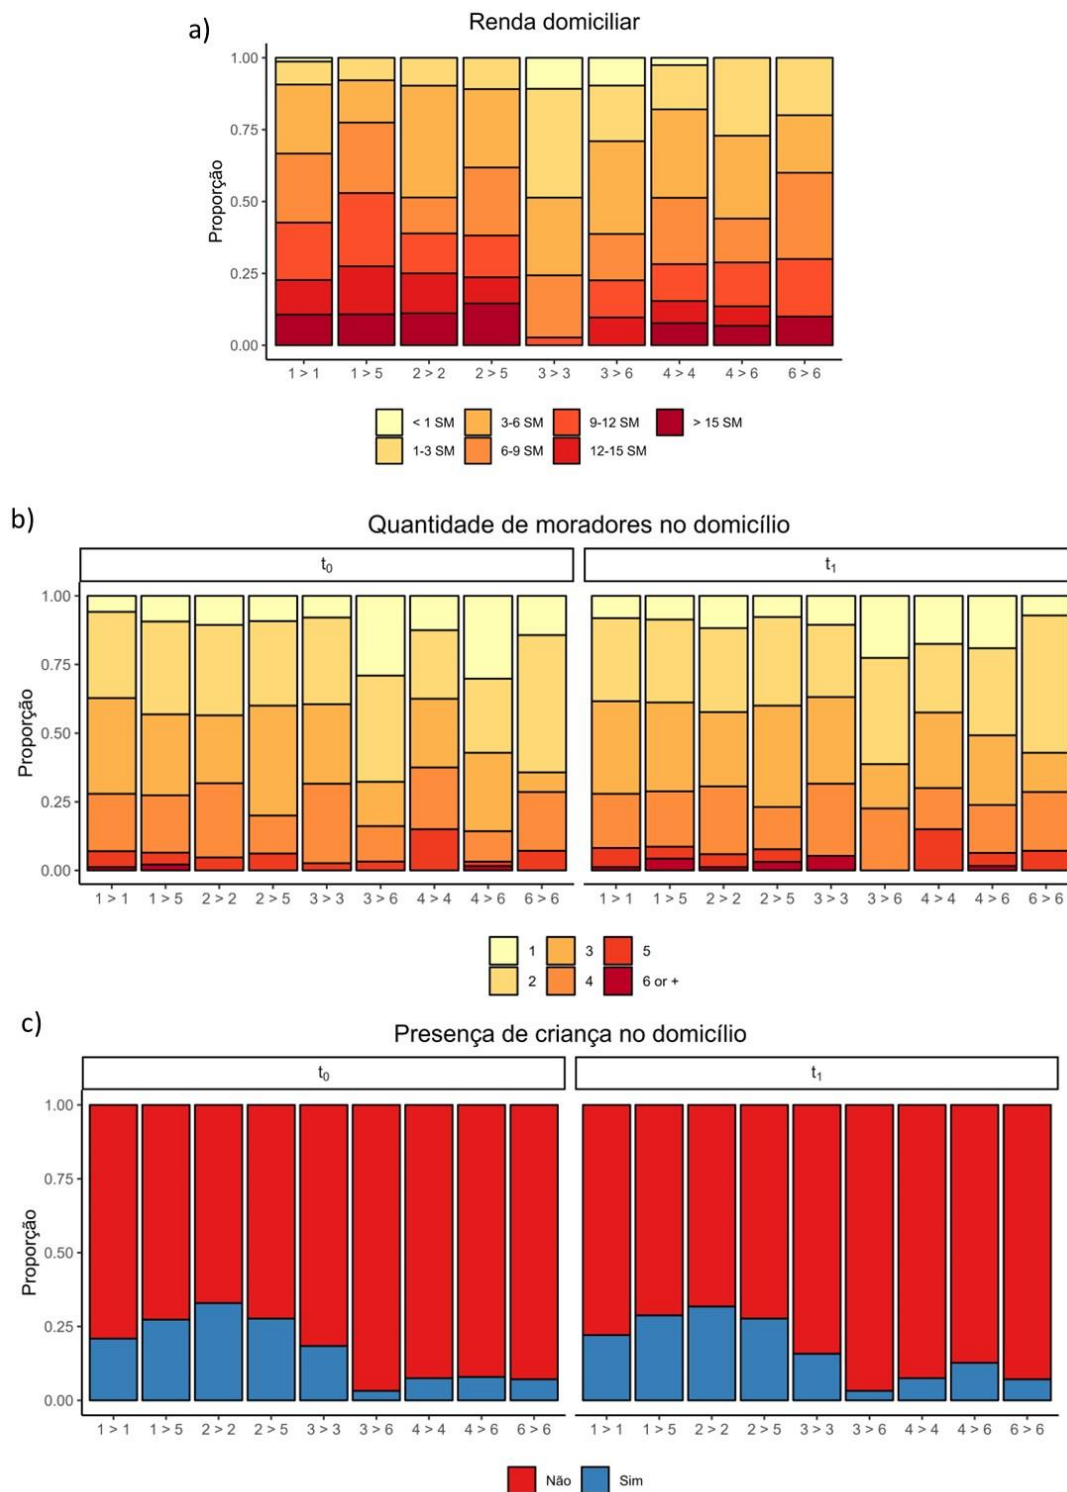 a)
Renda domiciliar
Proporção
1.00
0.75
0.50
0.25
0.00
1 > 1 1 > 5 2 > 2 2 > 5 3 > 3 3 > 6 4 > 4 4 > 6 6 > 6
< 1 SM 3-6 SM 9-12 SM > 15 SM
1-3 SM 6-9 SM 12-15 SM
b)
Quantidade de moradores no domicílio
t0 t1
Proporção
1.00
0.75
0.50
0.25
0.00
1 > 1 1 > 5 2 > 2 2 > 5 3 > 3 3 > 6 4 > 4 4 > 6 6 > 6 1 > 1 1 > 5 2 > 2 2 > 5 3 > 3 3 > 6 4 > 4 4 > 6 6 > 6
1 3 5
2 4 6 or +
c)
Presença de criança no domicílio
t0 t1
Proporção
1.00
0.75
0.50
0.25
0.00
1 > 1 1 > 5 2 > 2 2 > 5 3 > 3 3 > 6 4 > 4 4 > 6 6 > 6 1 > 1 1 > 5 2 > 2 2 > 5 3 > 3 3 > 6 4 > 4 4 > 6 6 > 6
Não Sim